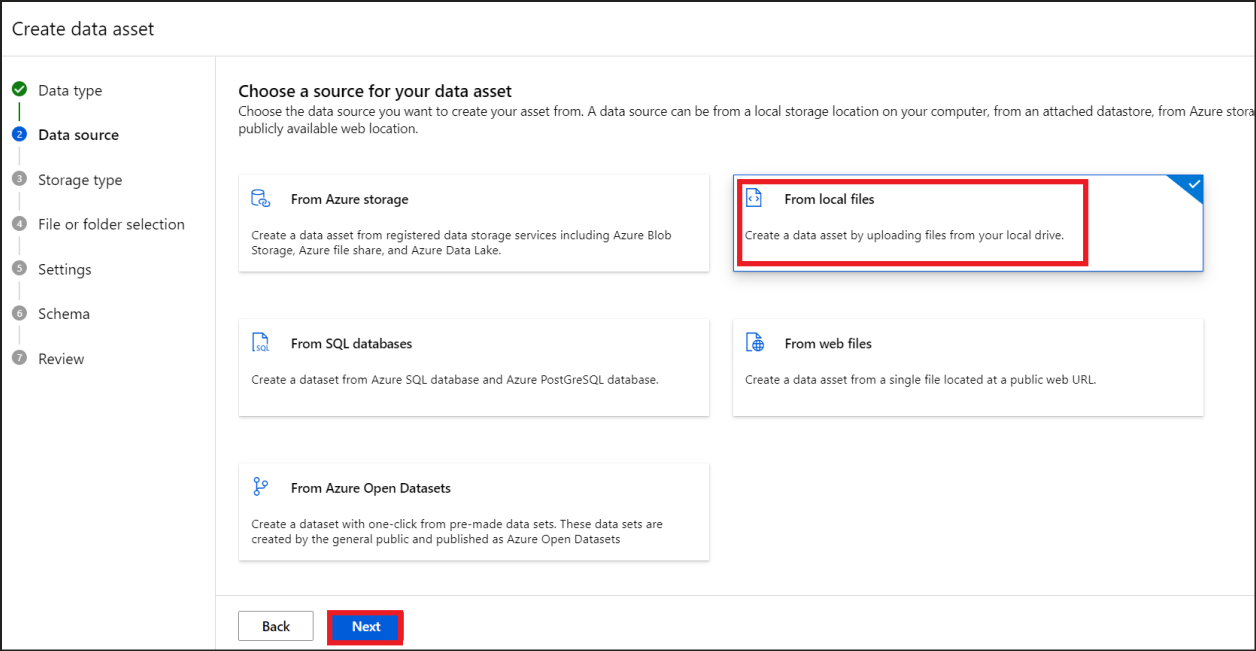 Create data asset
Data type
2
Data source
3
Storage type
4
File or folder selection
5
Settings
6
Schema
7
Review
Choose a source for your data asset
Choose the data source you want to create your asset from. A data source can be from a local storage location on your computer, from an attached datastore, from Azure stora
publicly available web location.
From Azure storage
Create a data asset from registered data storage services including Azure Blob
Storage, Azure file share, and Azure Data Lake.
From local files
Create a data asset by uploading files from your local drive.
SQL
From SQL databases
Create a dataset from Azure SQL database and Azure PostGreSQL database.
From web files
Create a data asset from a single file located at a public web URL.
From Azure Open Datasets
Create a dataset with one-click from pre-made data sets. These data sets are
created by the general public and published as Azure Open Datasets
Back
Next